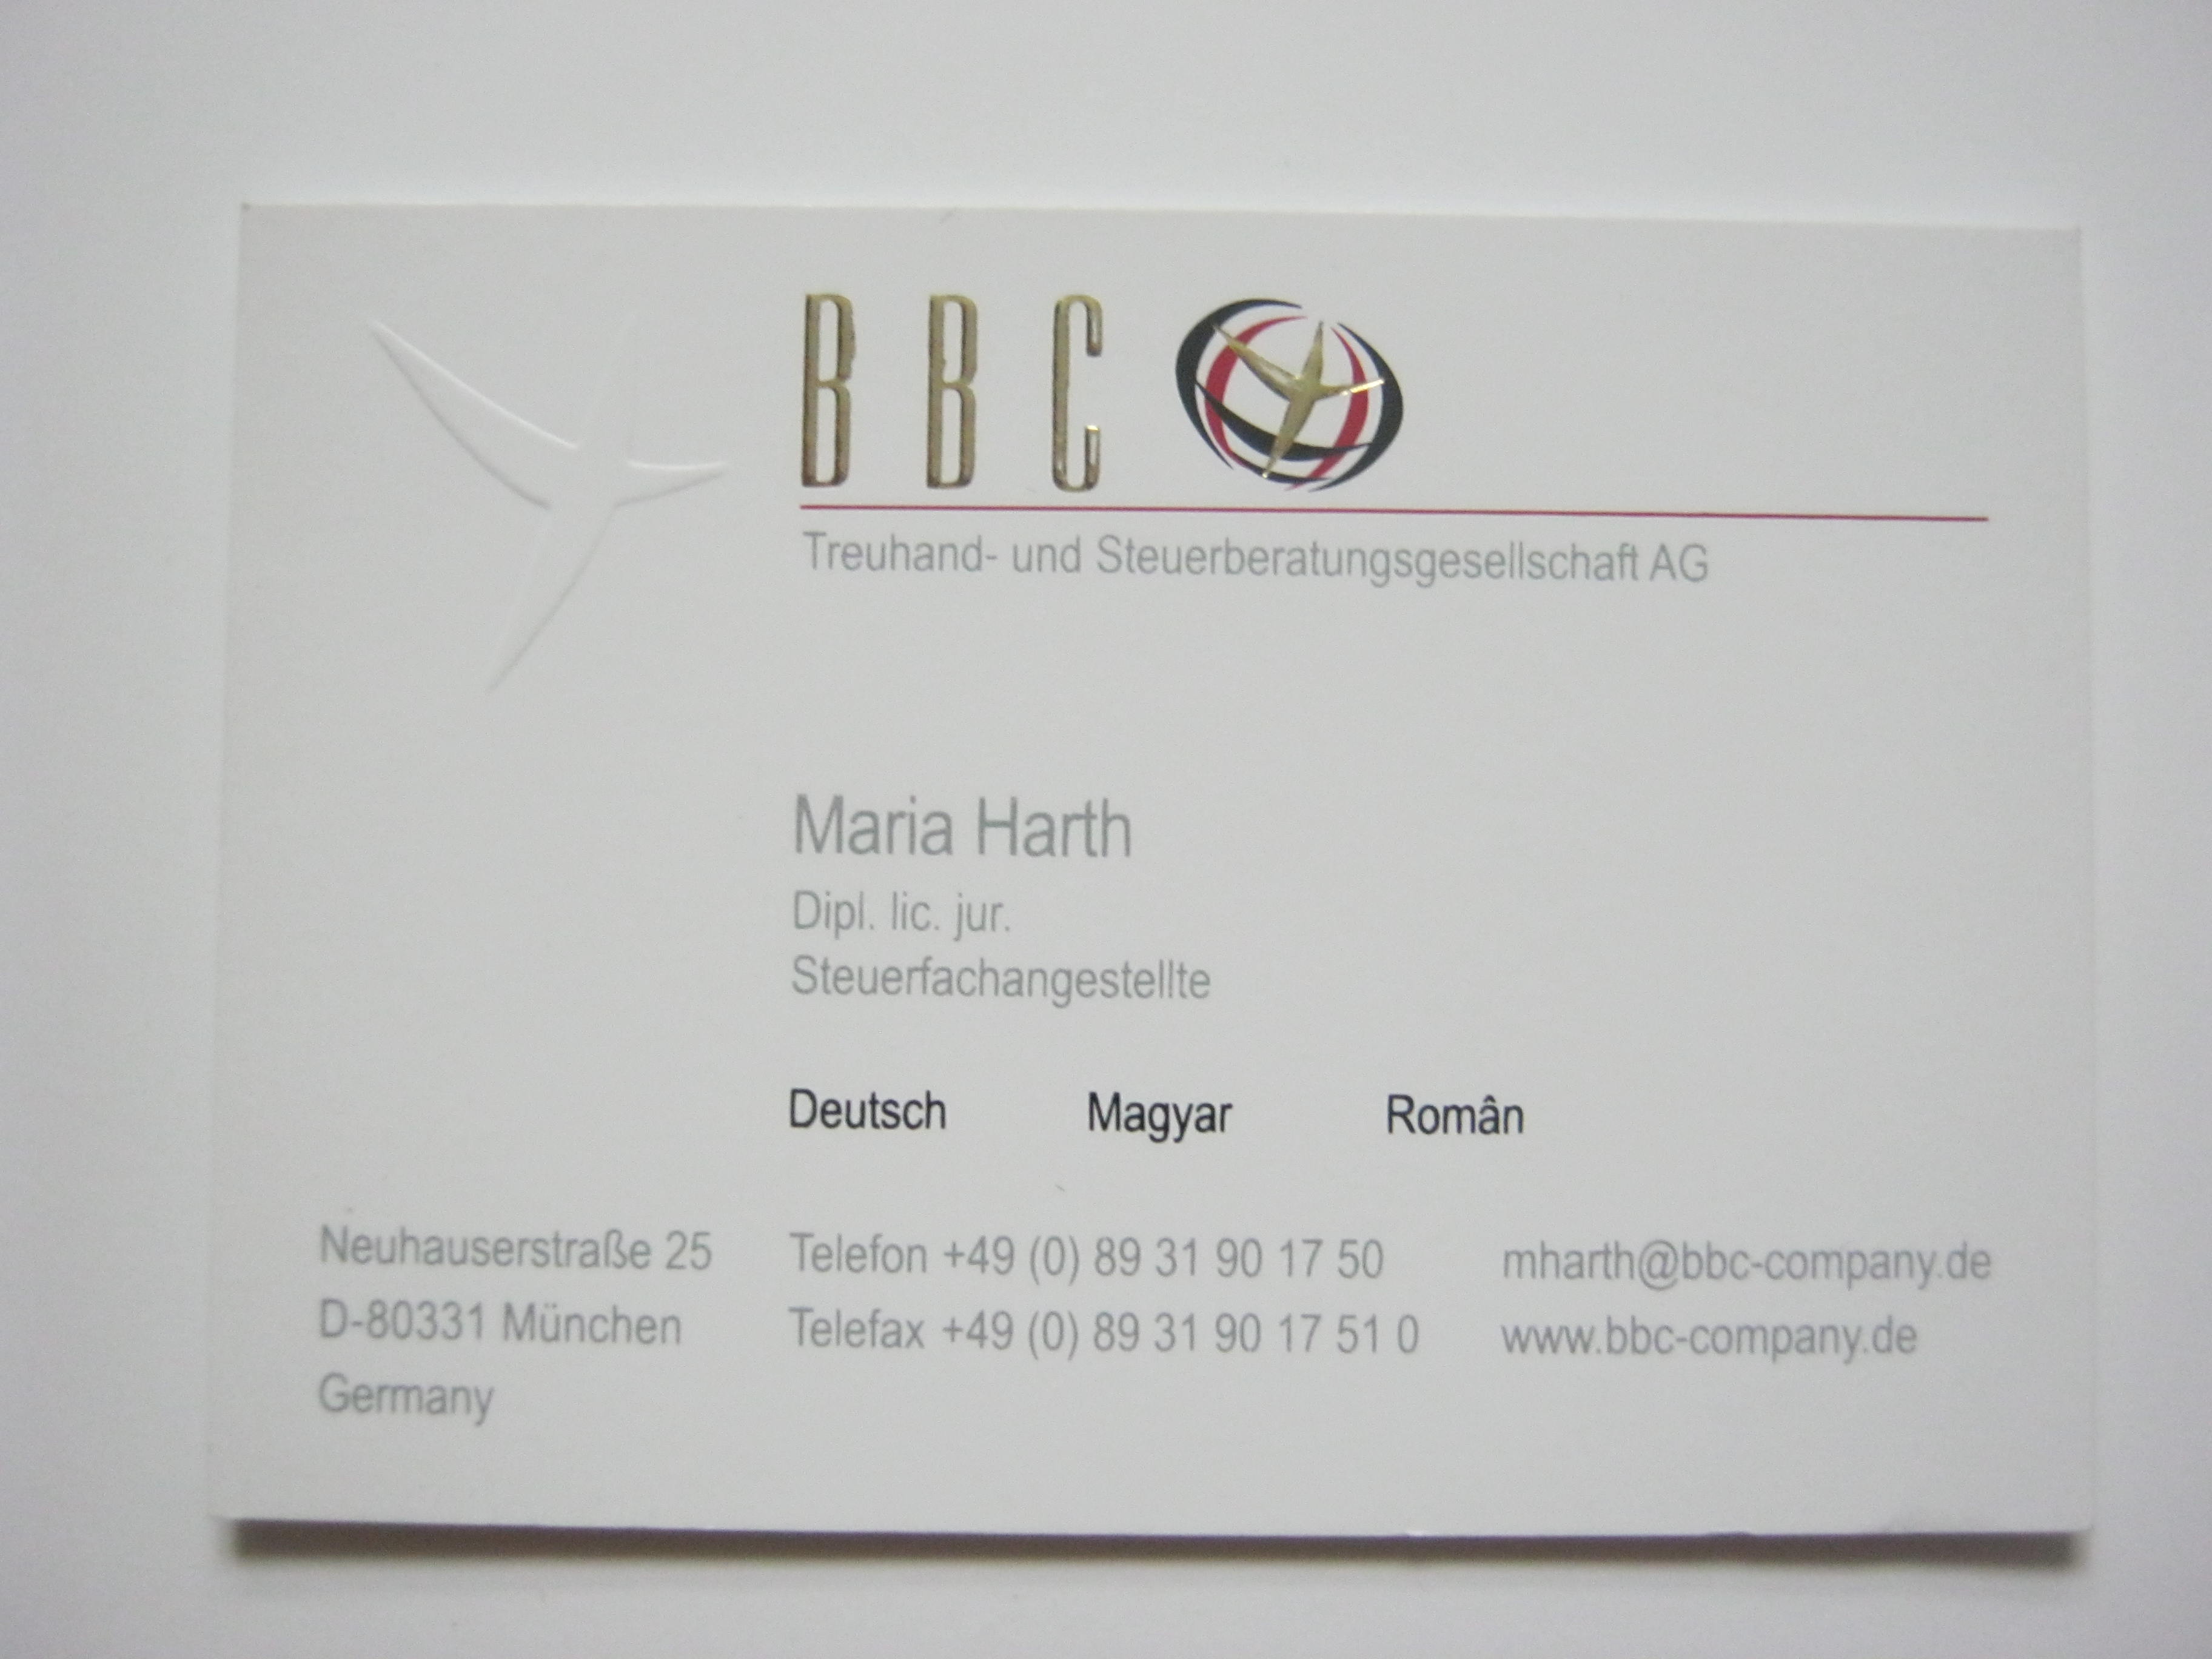 BBC
Treuhand- und Steuerberatungsgesellschaft AG
Maria Harth
Dipl. lic. jur.
Steuerfachangestellte
Deutsch Magyar Român
Neuhauserstraße 25 Telefon +49 (0) 89 31 90 17 50 mharth@bbc-company.de
D-80331 München Telefax +49 (0) 89 31 90 17 51 0 www.bbc-company.de
Germany